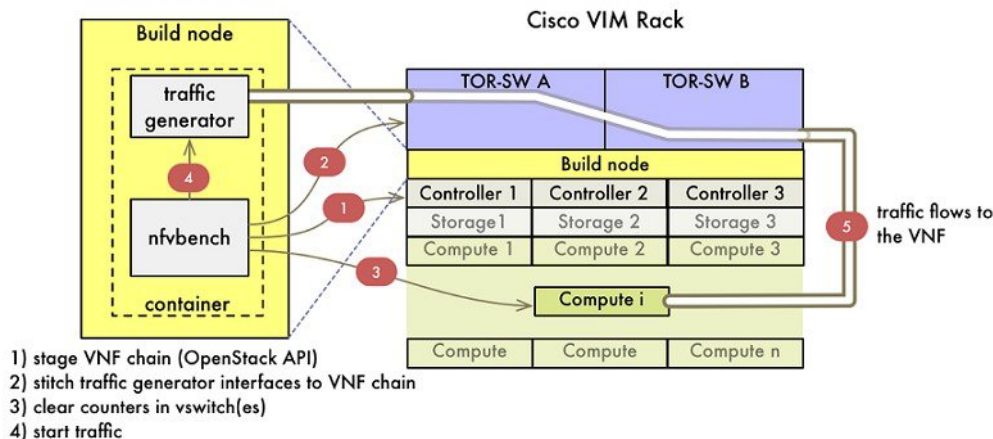 Cisco VIM Rack
Build node
traffic
generator
4
nfvbench
container
2
1
3
TOR-SW A
TOR-SW B
Build node
Controller 1
Controller 2
Controller 3
Storage1
Storage 2
Storage 3
Compute 1
Compute 2
Compute 3
Compute i
Compute
Compute
Compute n
5
traffic flows to
the VNF
1) stage VNF chain (OpenStack API)
2) stitch traffic generator interfaces to VNF chain
3) clear counters in vswitch(es)
4) start traffic